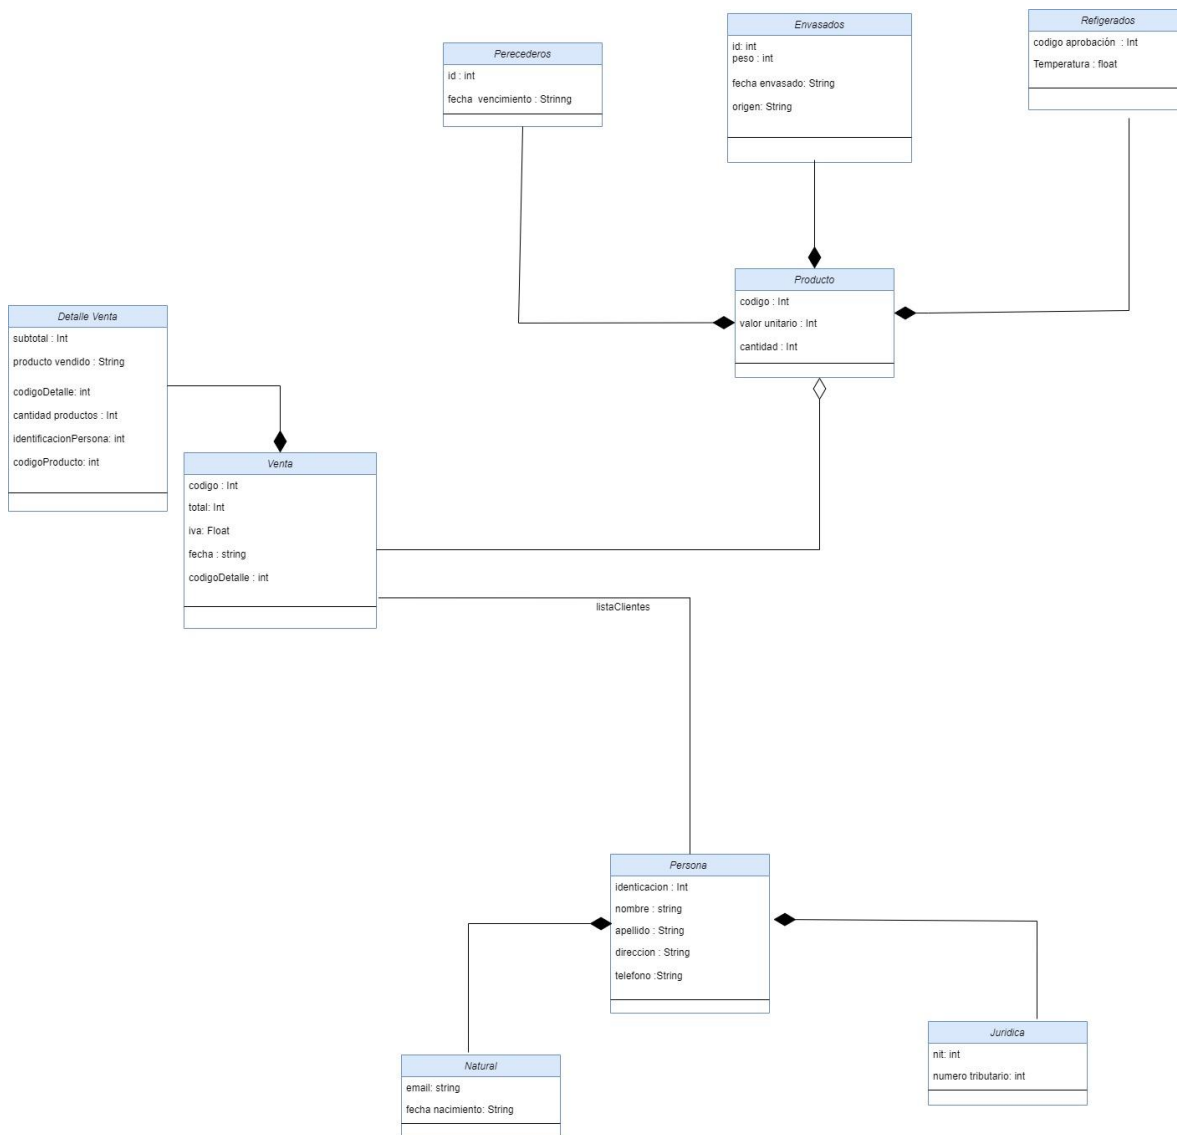 Perecederos
id : int
fecha vencimiento : Strinng
Envasados
id: int
peso : int
fecha envasado: String
origen: String
Refigerados
codigo aprobación : Int
Temperatura : float
Producto
codigo : Int
valor unitario : Int
cantidad : Int
Detalle Venta
subtotal : Int
producto vendido : String
codigoDetalle: int
cantidad productos : Int
identificacionPersona: int
codigoProducto: int
Venta
codigo : Int
total: Int
iva: Float
fecha : string
codigoDetalle : int
listaClientes
Persona
identicacion : Int
nombre : string
apellido : String
direccion : String
telefono :String
Natural
email: string
fecha nacimiento: String
Juridica
nit: int
numero tributario: int